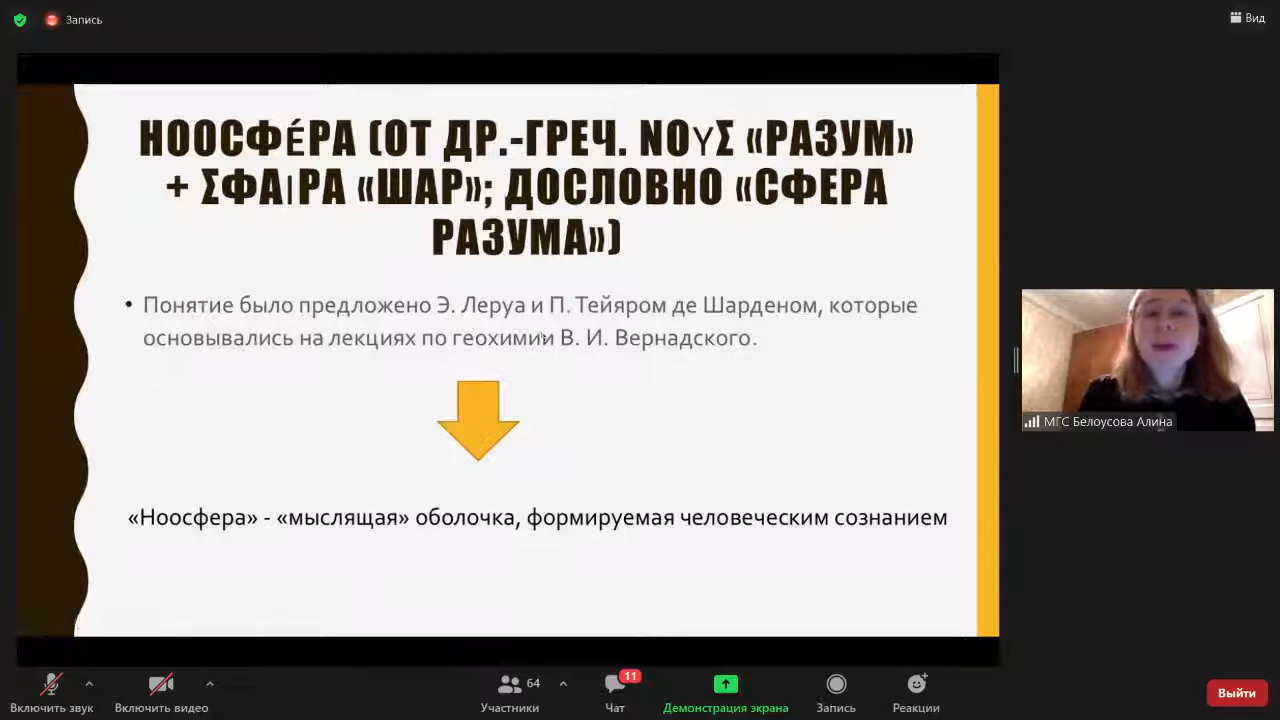 Запись
Вид
НООСФÉРА (ОТ ДР.-ГРЕЧ. ΝΟΥΣ «РАЗУМ»
+ ΣΦΑΙΡΑ «ШАР»; ДОСЛОВНО «СФЕРА
РАЗУМА»)
• Понятие было предложено Э. Леруа и П. Тейяром де Шарденом, которые
основывались на лекциях по геохимии В. И. Вернадского.
«Ноосфера» - «мыслящая» оболочка, формируемая человеческим сознанием
МГС Белоусова Алина
Включить звук
Включить видео
64
Участники
11
Чат
Демонстрация экрана
Запись
Реакции
Выйти